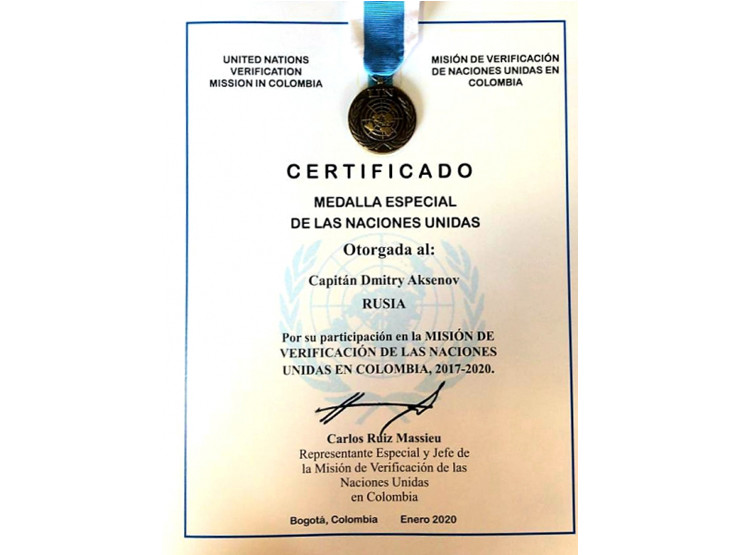 UNITED NATIONS
VERIFICATION
MISSION IN COLOMBIA
MISIÓN DE VERIFICACIÓN
DE NACIONES UNIDAS EN
COLOMBIA
UN
CERTIFICADO
MEDALLA ESPECIAL
DE LAS NACIONES UNIDAS
Otorgada al:
Capitán Dmitry Aksenov
RUSIA
Por su participación en la MISIÓN DE
VERIFICACIÓN DE LAS NACIONES
UNIDAS EN COLOMBIA, 2017-2020.
Carlos Ruiz Massieu
Representante Especial y Jefe de
la Misión de Verificación de las
Naciones Unidas
en Colombia
Bogotá, Colombia Enero 2020